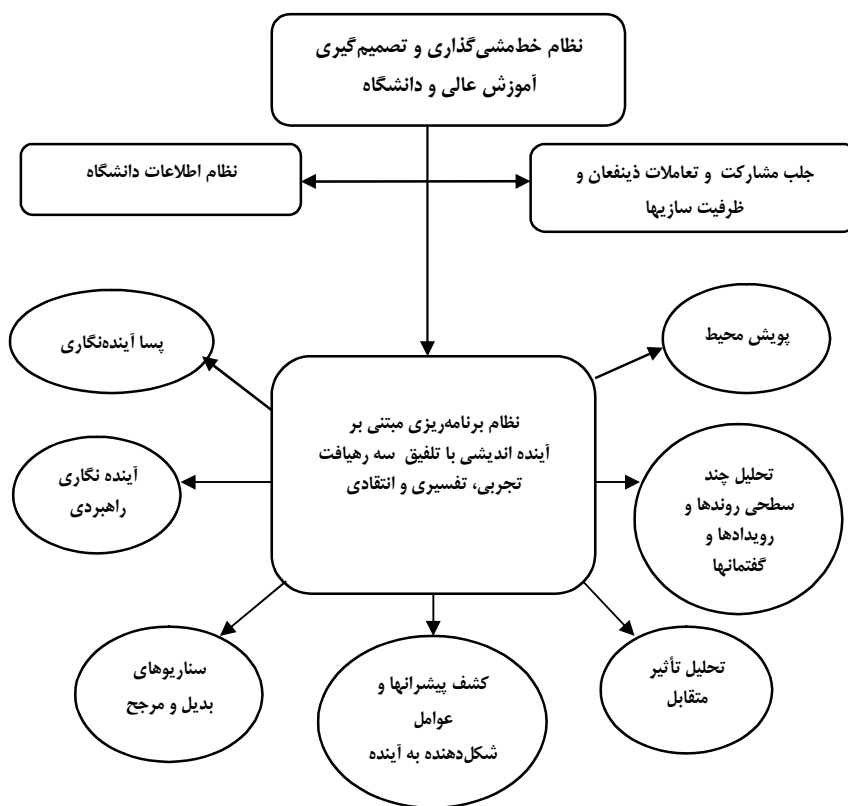 نظام خط‌مشی‌گذاری و تصمیم‌گیری
آموزش عالی و دانشگاه
جلب مشارکت و تعاملات ذینفعان و
ظرفیت سازیها
نظام اطلاعات دانشگاه
پویش محیط
پسا آینده‌نگاری
نظام برنامه‌ریزی مبتنی بر
آینده اندیشی با تلفیق سه رهیافت
تجربی، تفسیری و انتقادی
تحلیل چند
سطحی روندها و
رویدادها و
گفتمانها
آینده نگاری
راهبردی
تحلیل تأثیر
متقابل
کشف پیشرانها و
عوامل
شکل‌دهنده به آینده
سناریوهای
بدیل و مرجح